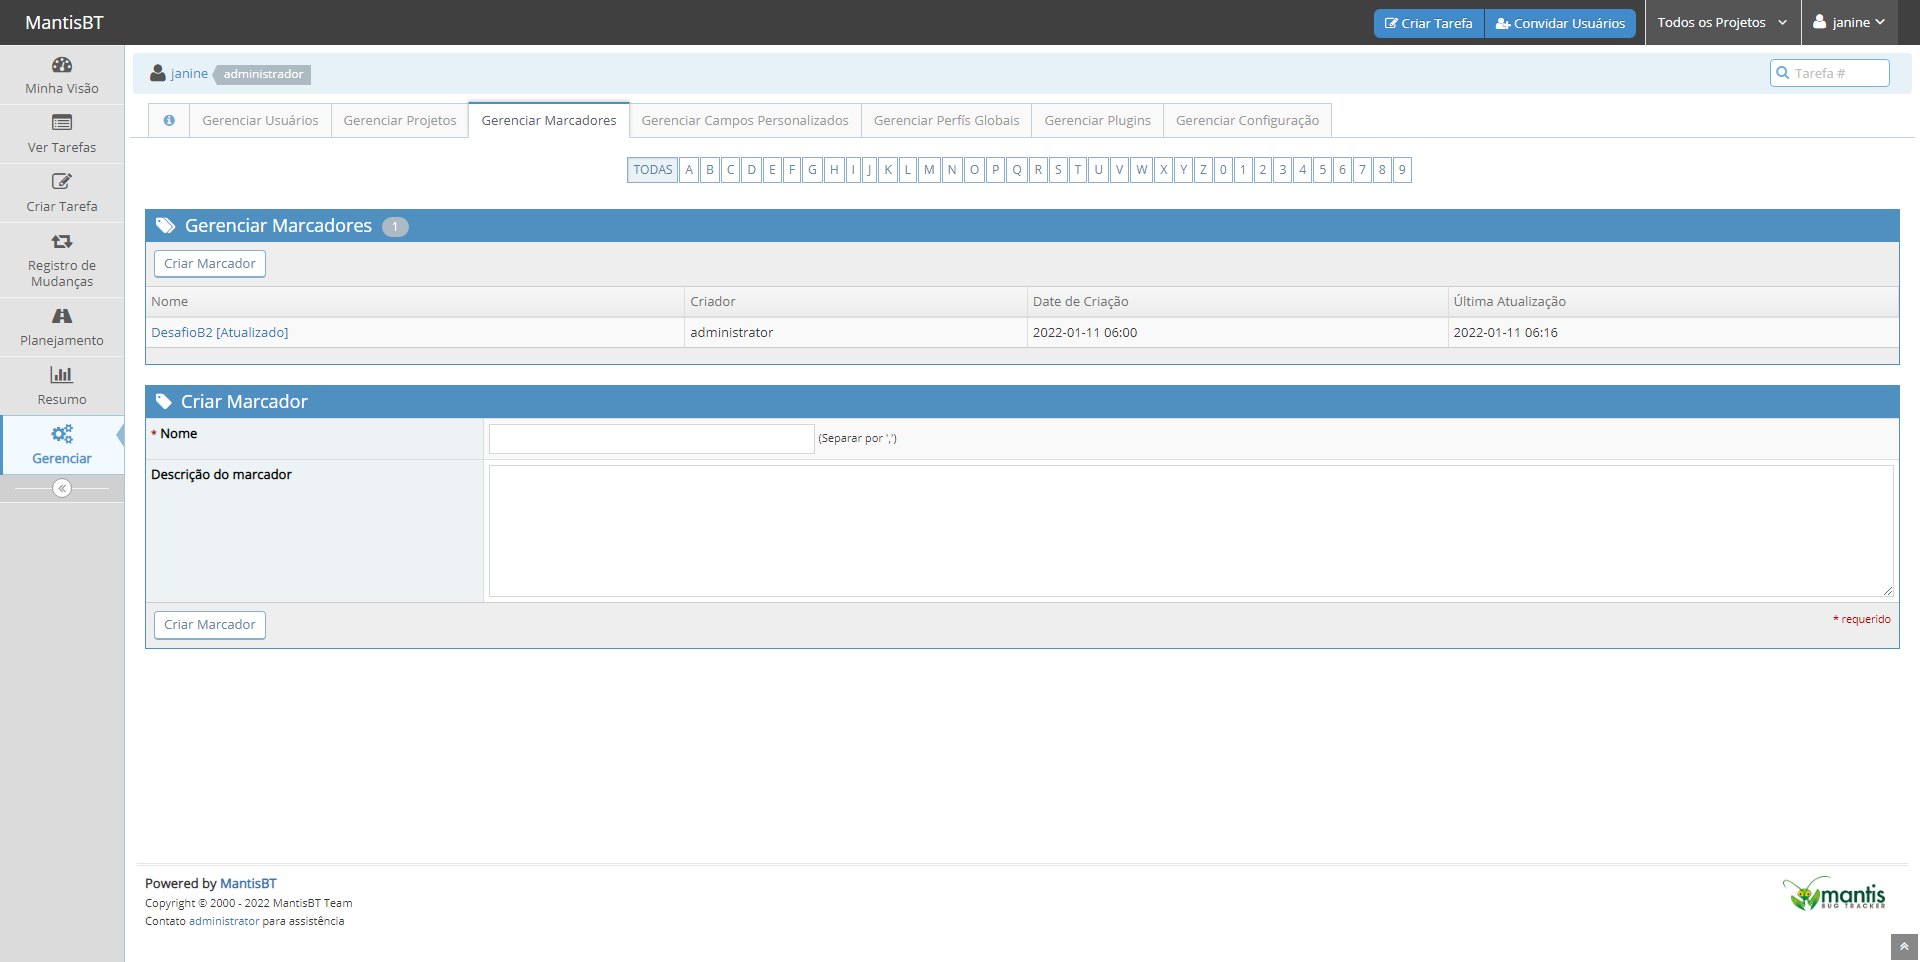 MantisBT
Criar Tarefa
Convidar Usuários
Todos os Projetos
janine
Minha Visão
Ver Tarefas
Criar Tarefa
Registro de
Mudanças
Planejamento
Resumo
Gerenciar
janine
administrador
Tarefa #
Gerenciar Usuários
Gerenciar Projetos
Gerenciar Marcadores
Gerenciar Campos Personalizados
Gerenciar Perfís Globais
Gerenciar Plugins
Gerenciar Configuração
TODAS A B C D E F G H I J K L M N O P Q R S T U V W X Y Z 0 1 2 3 4 5 6 7 8 9
Gerenciar Marcadores 1
Criar Marcador
Nome Criador Date de Criação Última Atualização
DesafioB2 [Atualizado] administrator 2022-01-11 06:00 2022-01-11 06:16
Criar Marcador
* Nome (Separar por ',')
Descrição do marcador
Criar Marcador
* requerido
Powered by MantisBT
Copyright © 2000 - 2022 MantisBT Team
Contato administrator para assistência
mantis
BUG TRACKER